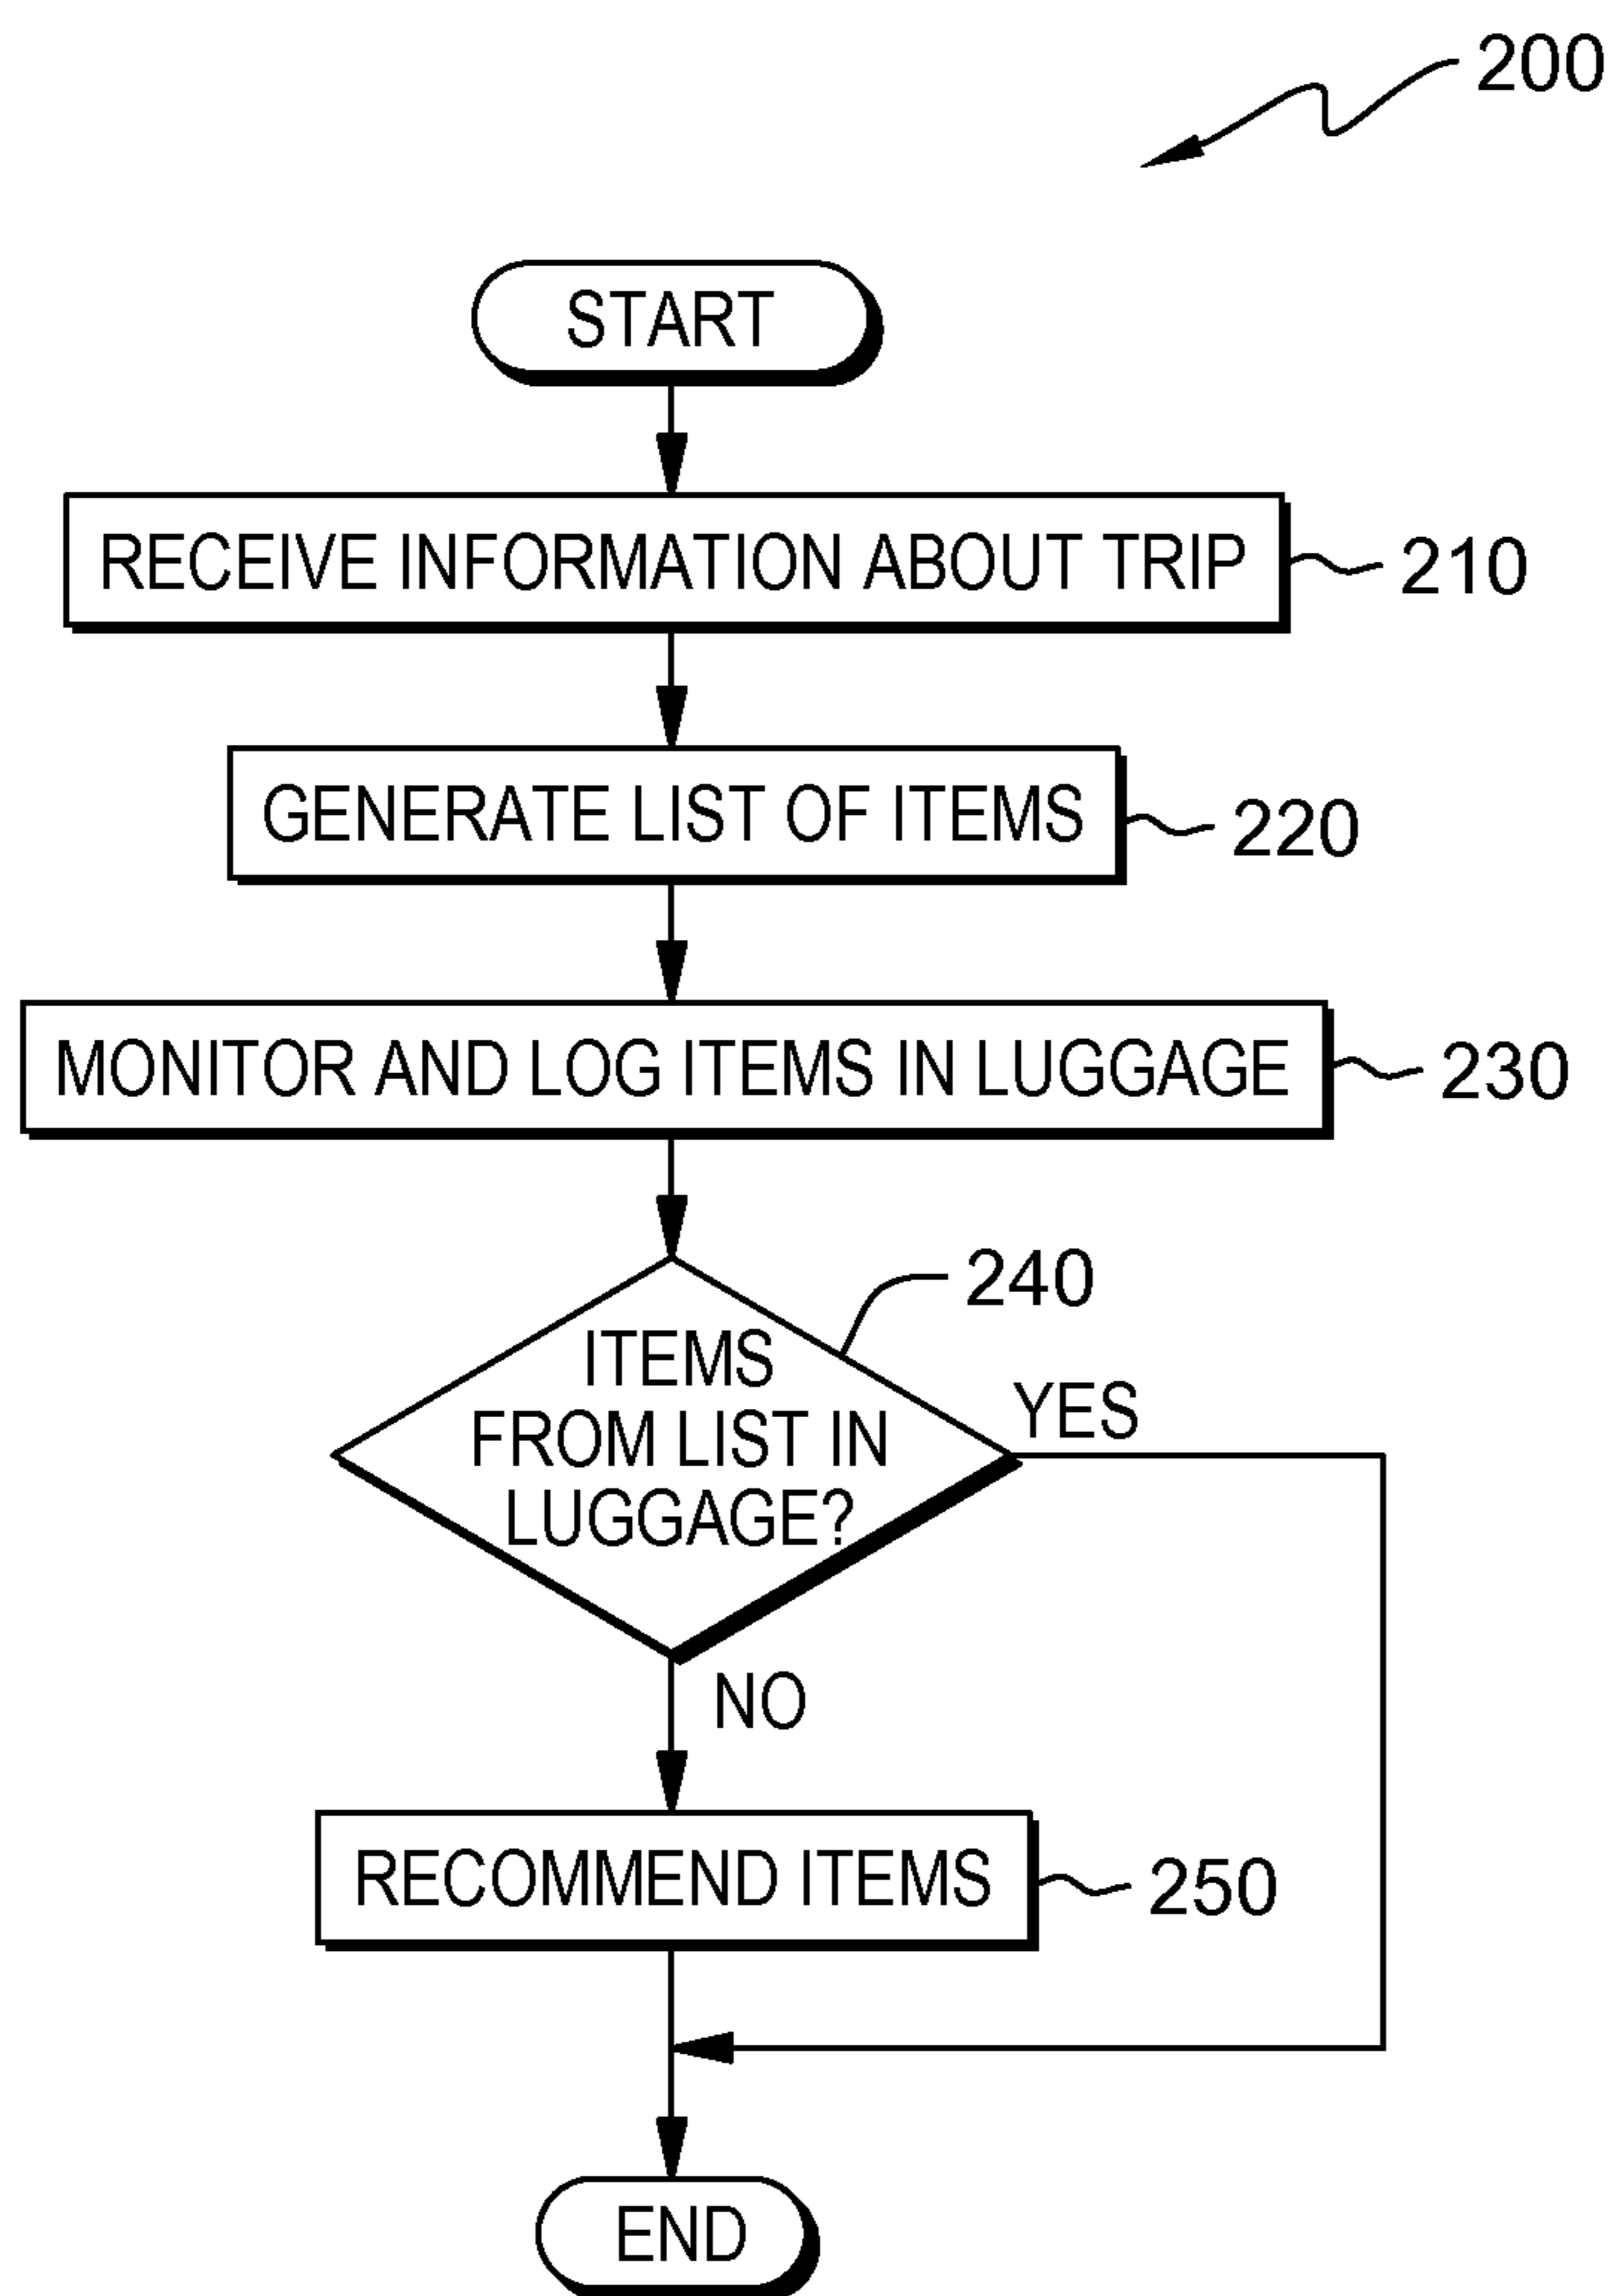 200
START
RECEIVE INFORMATION ABOUT TRIP
210
GENERATE LIST OF ITEMS
220
MONITOR AND LOG ITEMS IN LUGGAGE
230
240
ITEMS
FROM LIST IN
LUGGAGE?
YES
NO
RECOMMEND ITEMS
250
END